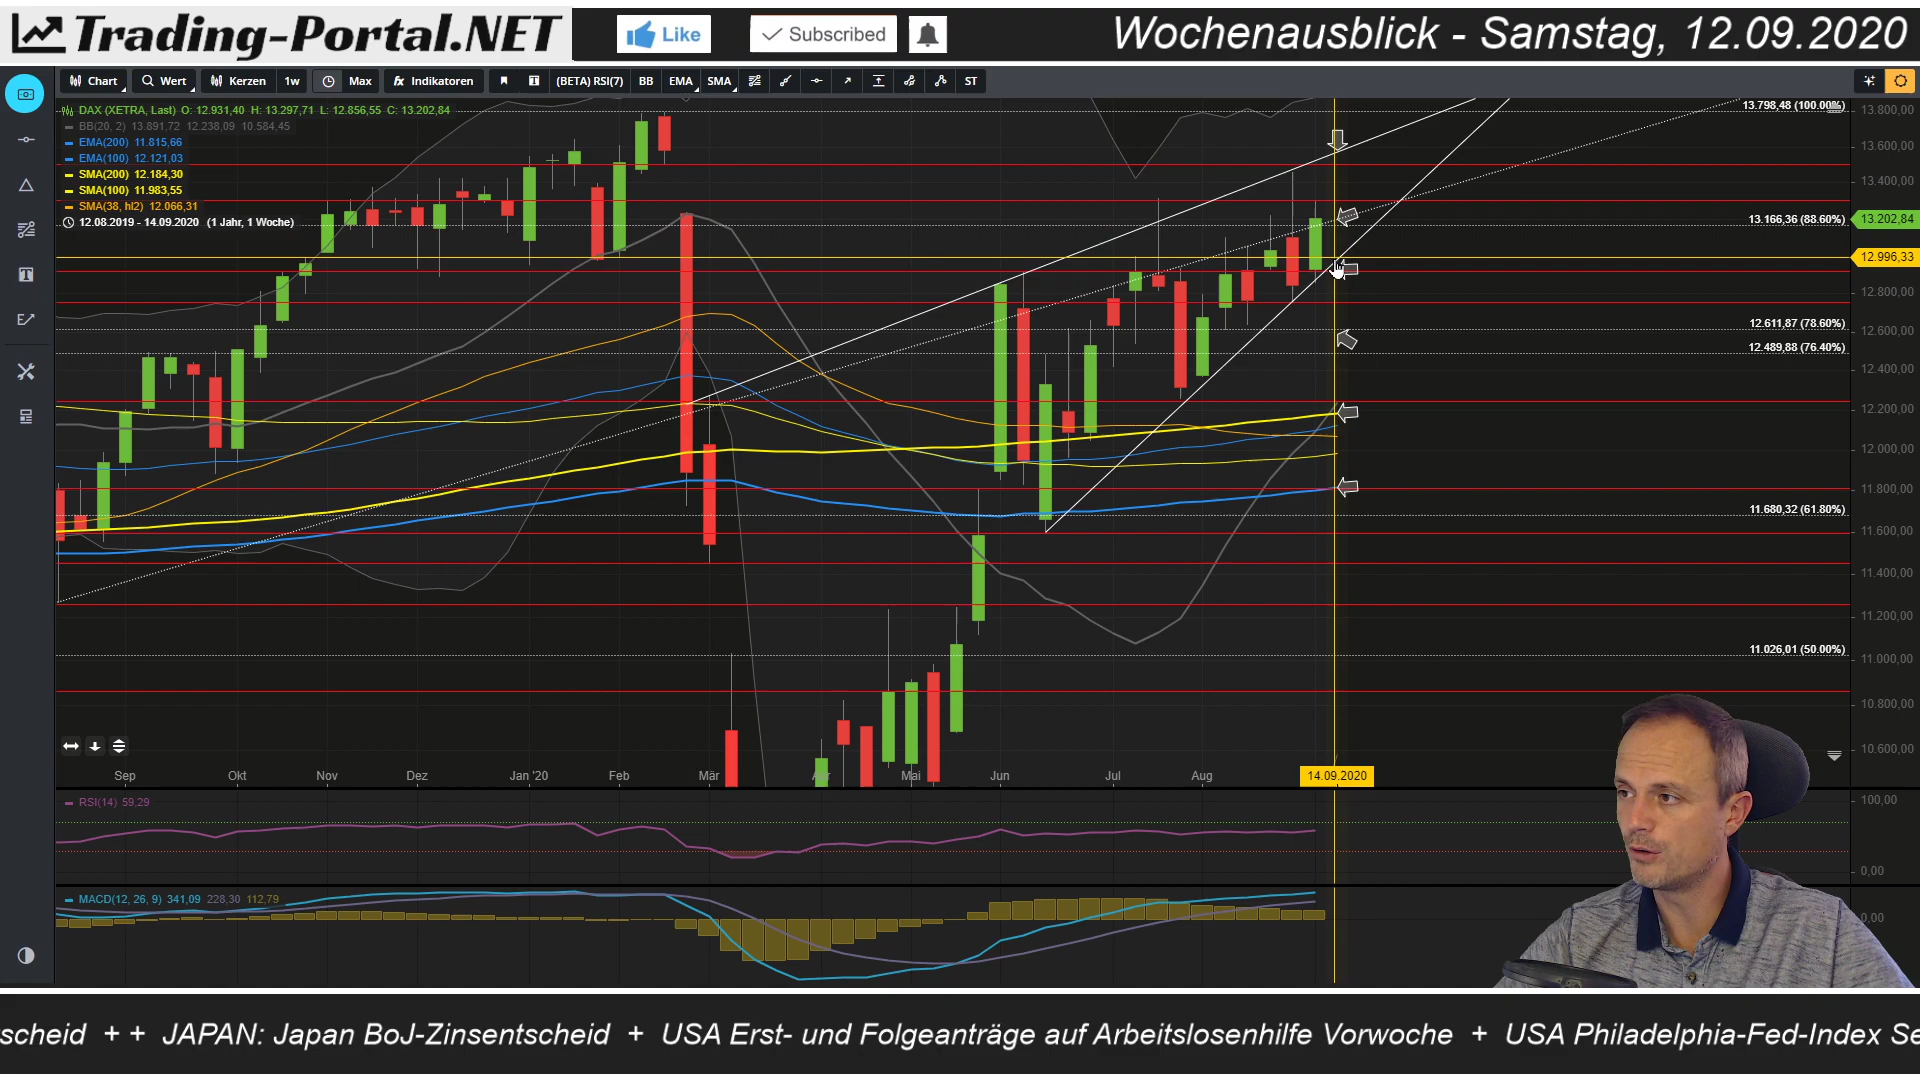 Trading-Portal.NET
Like
Subscribed
Wochenausblick - Samstag, 12.09.2020
Chart
Wert
Kerzen
1w
Max
fx Indikatoren
T
(BETA) RSI(7)
BB
EMA
SMA
ST
DAX (XETRA, Last) O: 12.931,40 H: 13.297,71 L: 12.856,55 C: 13.202,84
BB(20, 2) 13.891,72 12.238,09 10.584,45
EMA(200) 11.815,66
EMA(100) 12.121,03
SMA(200) 12.184,30
SMA(100) 11.983,55
SMA(38, hl2) 12.066,31
12.08.2019 - 14.09.2020 (1 Jahr, 1 Woche)
13.798,48 (100.00%)
13.166,36 (88.60%)
12.611,87 (78.60%)
12.489,88 (76.40%)
11.680,32 (61.80%)
11.026,01 (50.00%)
13.800,00
13.600,00
13.400,00
13.202,84
12.996,33
12.800,00
12.600,00
12.400,00
12.200,00
12.000,00
11.800,00
11.600,00
11.400,00
11.200,00
11.000,00
10.800,00
10.600,00
Sep
Okt
Nov
Dez
Jan '20
Feb
Mär
Apr
Mai
Jun
Jul
Aug
14.09.2020
RSI(14) 59,29
100,00
0,00
MACD(12, 26, 9) 341,09 228,30 112,79
0,00
scheid + + JAPAN: Japan BoJ-Zinsentscheid + USA Erst- und Folgeanträge auf Arbeitslosenhilfe Vorwoche + USA Philadelphia-Fed-Index Se